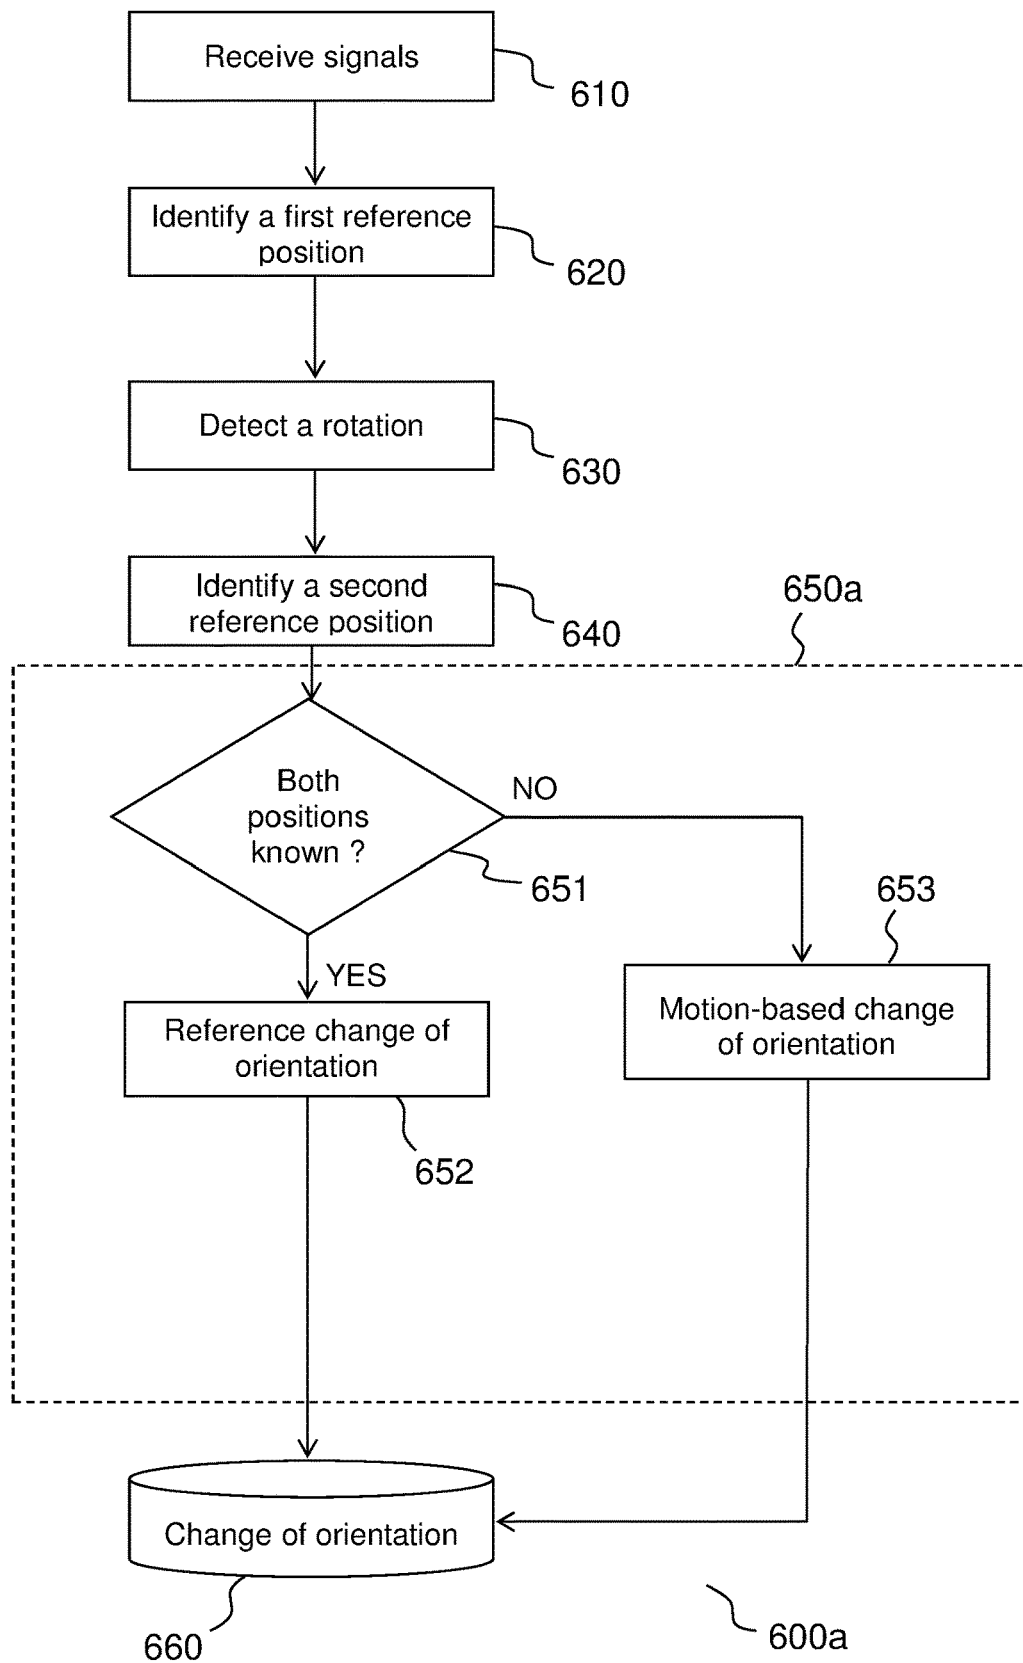 Receive signals
610
Identify a first reference
position
620
Detect a rotation
630
Identify a second
reference position
640
650a
Both
positions
known ?
NO
651
653
YES
Reference change of
orientation
Motion-based change
of orientation
652
Change of orientation
660
600a